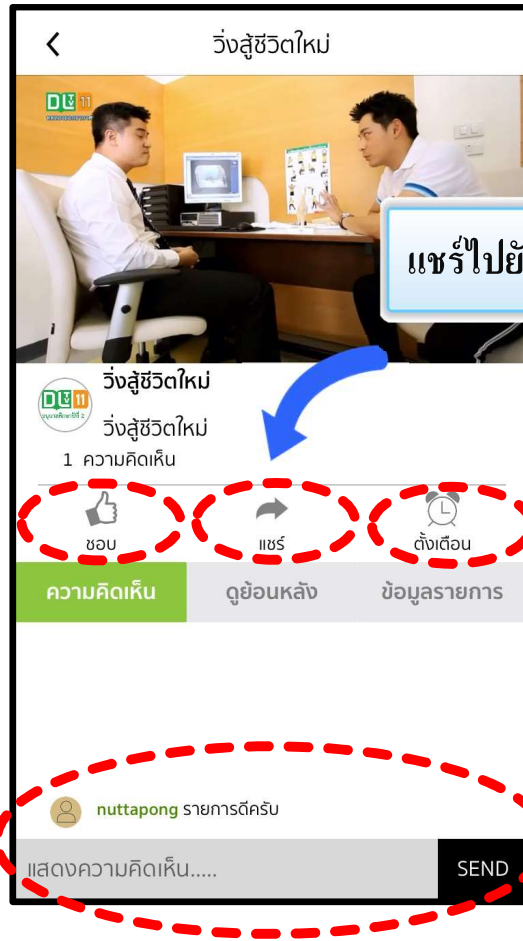 วิ่งสู้ชีวิตใหม่
DLTV 11
แชร์ไปยั
DLTV 11
วิ่งสู้ชีวิตใหม่
วิ่งสู้ชีวิตใหม่
1 ความคิดเห็น
ชอบ แชร์ ตั้งเตือน
ความคิดเห็น ดูย้อนหลัง ข้อมูลรายการ
nuttapong รายการดีครับ
แสดงความคิดเห็น..... SEND